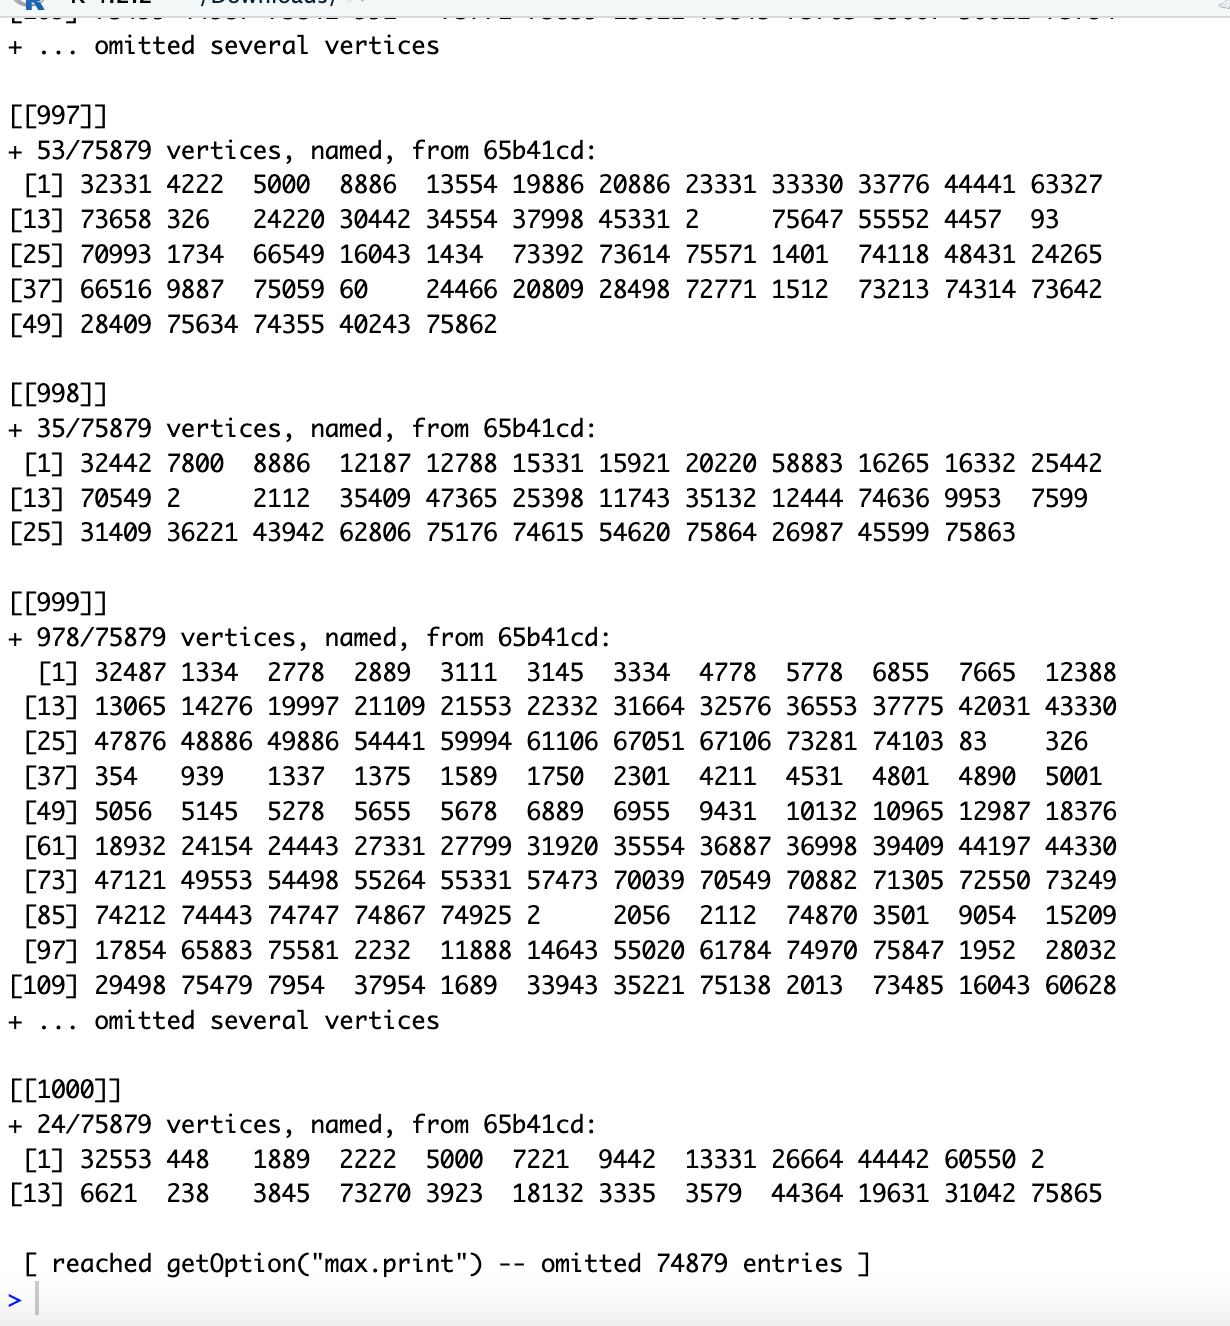 R 4.2.2 ~/Downloads/
+ ... omitted several vertices
[[997]]
+ 53/75879 vertices, named, from 65b41cd:
[1] 32331 4222 5000 8886 13554 19886 20886 23331 33330 33776 44441 63327
[13] 73658 326 24220 30442 34554 37998 45331 2 75647 55552 4457 93
[25] 70993 1734 66549 16043 1434 73392 73614 75571 1401 74118 48431 24265
[37] 66516 9887 75059 60 24466 20809 28498 72771 1512 73213 74314 73642
[49] 28409 75634 74355 40243 75862
[[998]]
+ 35/75879 vertices, named, from 65b41cd:
[1] 32442 7800 8886 12187 12788 15331 15921 20220 58883 16265 16332 25442
[13] 70549 2 2112 35409 47365 25398 11743 35132 12444 74636 9953 7599
[25] 31409 36221 43942 62806 75176 74615 54620 75864 26987 45599 75863
[[999]]
+ 978/75879 vertices, named, from 65b41cd:
[1] 32487 1334 2778 2889 3111 3145 3334 4778 5778 6855 7665 12388
[13] 13065 14276 19997 21109 21553 22332 31664 32576 36553 37775 42031 43330
[25] 47876 48886 49886 54441 59994 61106 67051 67106 73281 74103 83 326
[37] 354 939 1337 1375 1589 1750 2301 4211 4531 4801 4890 5001
[49] 5056 5145 5278 5655 5678 6889 6955 9431 10132 10965 12987 18376
[61] 18932 24154 24443 27331 27799 31920 35554 36887 36998 39409 44197 44330
[73] 47121 49553 54498 55264 55331 57473 70039 70549 70882 71305 72550 73249
[85] 74212 74443 74747 74867 74925 2 2056 2112 74870 3501 9054 15209
[97] 17854 65883 75581 2232 11888 14643 55020 61784 74970 75847 1952 28032
[109] 29498 75479 7954 37954 1689 33943 35221 75138 2013 73485 16043 60628
+ ... omitted several vertices
[[1000]]
+ 24/75879 vertices, named, from 65b41cd:
[1] 32553 448 1889 2222 5000 7221 9442 13331 26664 44442 60550 2
[13] 6621 238 3845 73270 3923 18132 3335 3579 44364 19631 31042 75865
[ reached getOption("max.print") -- omitted 74879 entries ]
>